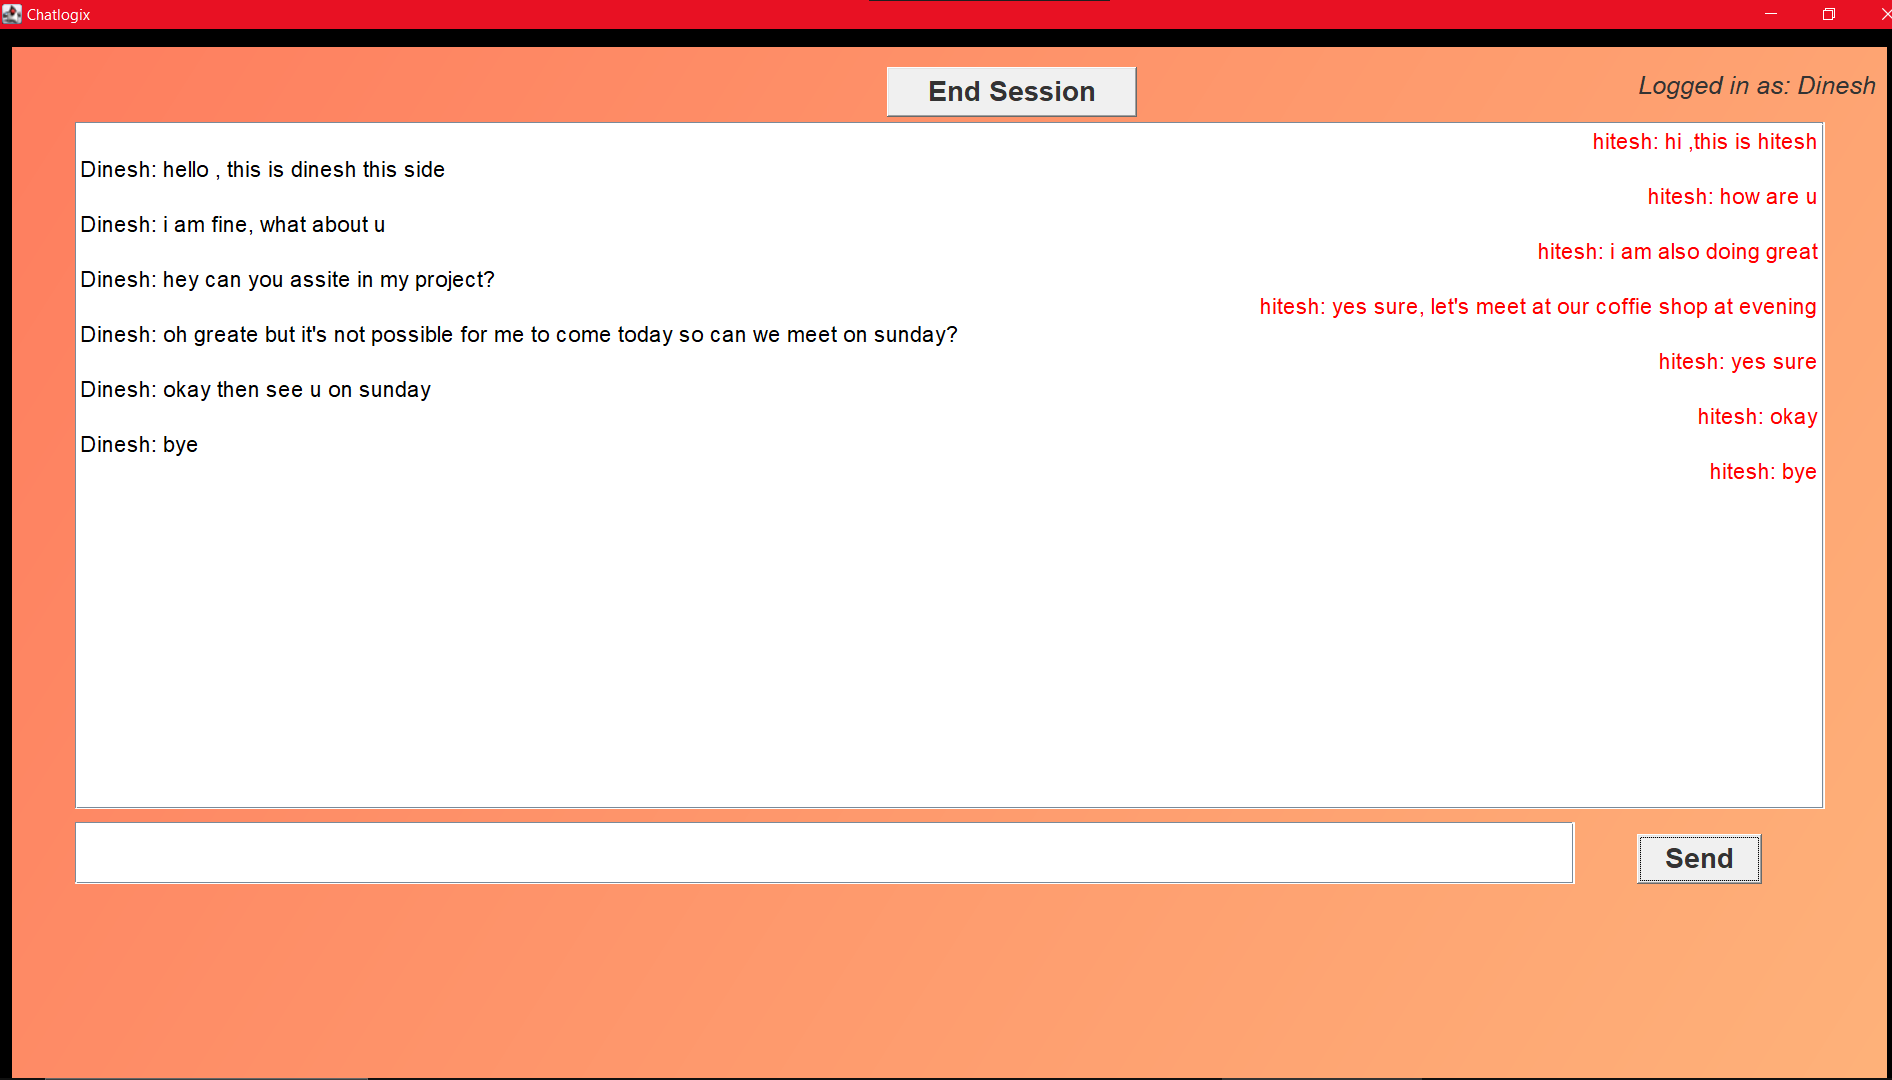 Chatlogix
End Session
Logged in as: Dinesh
hitesh: hi ,this is hitesh
Dinesh: hello , this is dinesh this side
hitesh: how are u
Dinesh: i am fine, what about u
hitesh: i am also doing great
Dinesh: hey can you assite in my project?
hitesh: yes sure, let's meet at our coffie shop at evening
Dinesh: oh greate but it's not possible for me to come today so can we meet on sunday?
hitesh: yes sure
Dinesh: okay then see u on sunday
hitesh: okay
Dinesh: bye
hitesh: bye
Send